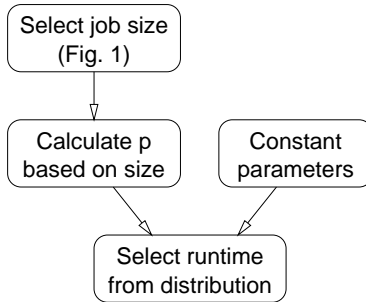 Select job size
(Fig. 1)
Calculate p
based on size
Constant
parameters
Select runtime
from distribution